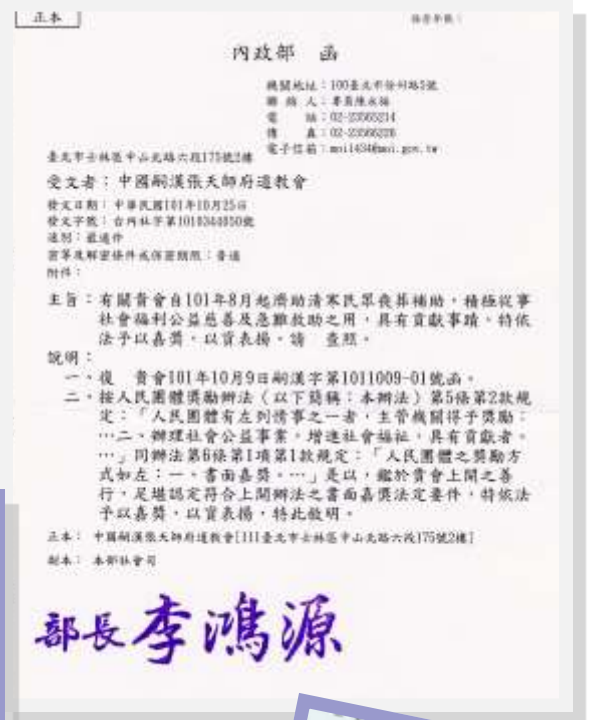 正本
內政部 函
機關地址：100臺北市徐州路5號
聯 絡 人：專員陳永福
電 話：02-23565214
傳 真：02-23566226
電子信箱：moi1434@moi.gov.tw
臺北市士林區中山北路六段175號2樓
受文者：中國嗣漢張天師府道教會
發文日期：中華民國101年10月25日
發文字號：台內社字第1010344050號
速別：普通件
密等及解密條件或保密期限：普通
附件：
主旨：有關貴會自101年8月起濟助清寒民眾喪葬補助，積極從事
社會福利公益慈善及急難救助之用，具有貢獻事蹟，特依
法予以嘉獎，以資表揚，請 查照。
說明：
一、復 貴會101年10月9日嗣漢字第1011009-01號函。
二、按人民團體獎勵辦法（以下簡稱：本辦法）第5條第2款規
定：「人民團體有左列情事之一者，主管機關得予獎勵：
…二、辦理社會公益事業，增進社會福祉，具有貢獻者。
…」同辦法第6條第1項第1款規定：「人民團體之獎勵方
式如左：一、書面嘉獎。…」是以，鑑於貴會上開之善
行，足堪認定符合上開辦法之書面嘉獎法定要件，特依法
予以嘉獎，以資表揚，特此敘明。
正本：中國嗣漢張天師府道教會[111臺北市士林區中山北路六段175號2樓]
副本：本部社會司
部長李鴻源